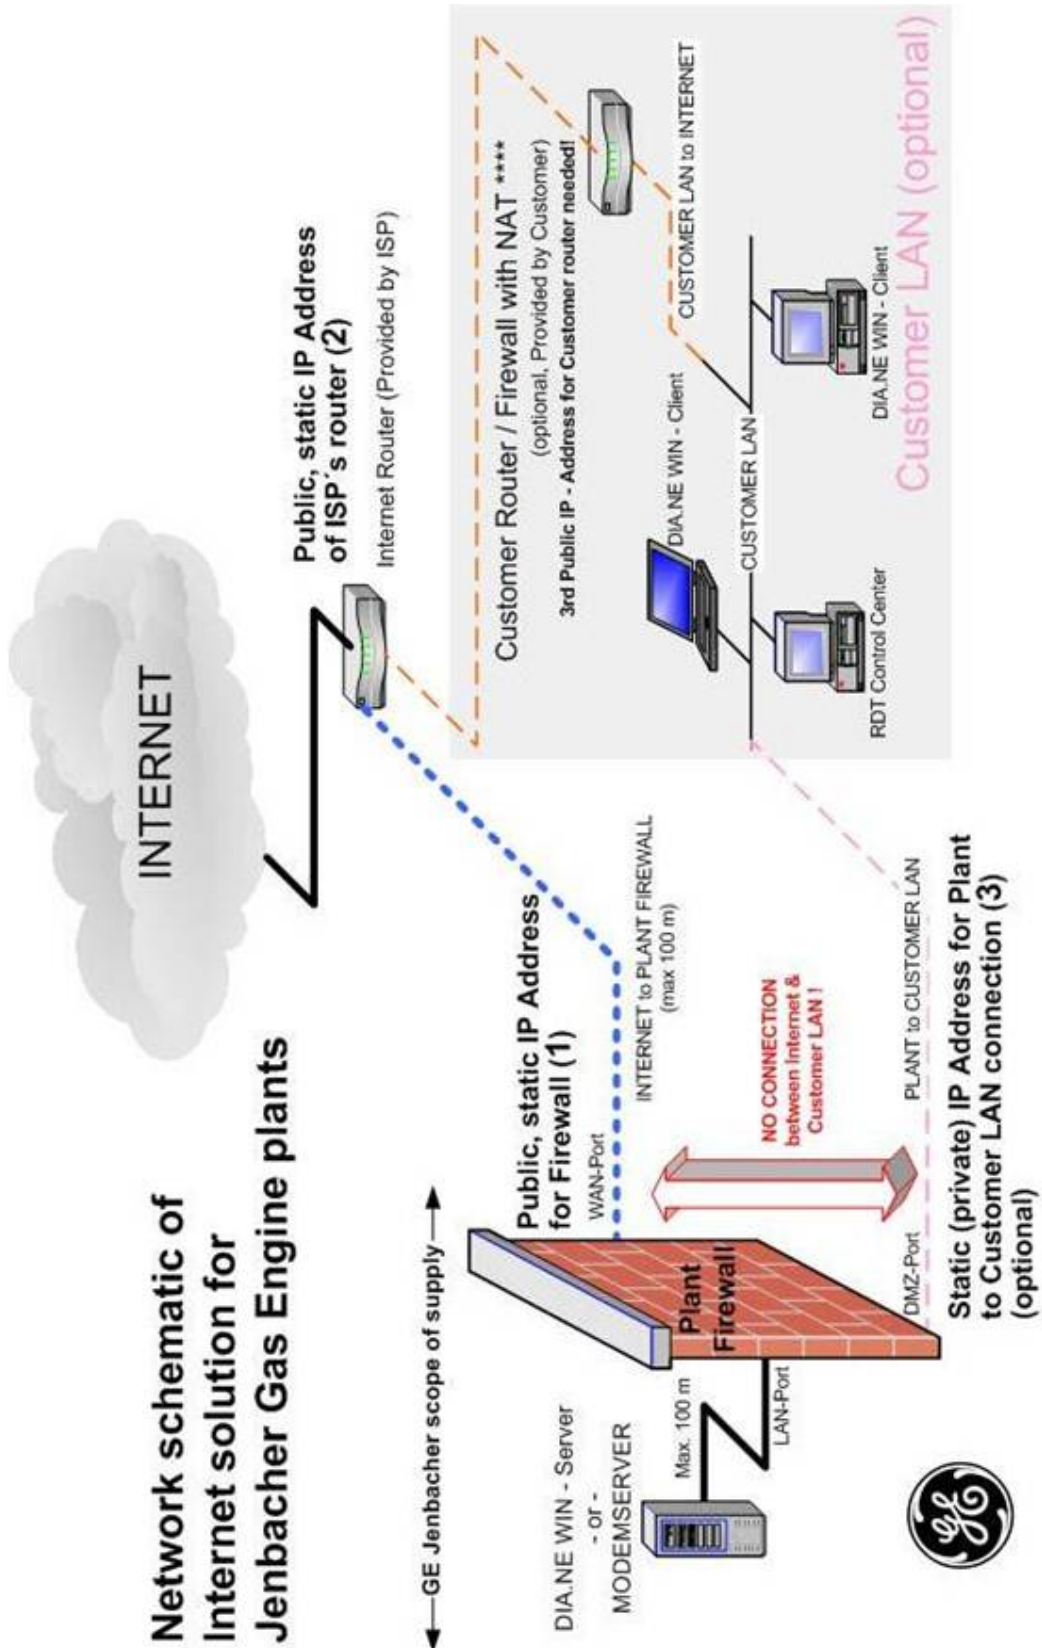 Network schematic of
Internet solution for
Jenbacher Gas Engine plants
INTERNET
Public, static IP Address
of ISP´s router (2)
Internet Router (Provided by ISP)
GE Jenbacher scope of supply
Public, static IP Address
for Firewall (1)
WAN-Port
INTERNET to PLANT FIREWALL
(max 100 m)
Customer Router / Firewall with NAT ****
(optional, Provided by Customer)
3rd Public IP - Address for Customer router needed!
CUSTOMER LAN to INTERNET
DIA.NE WIN - Server
- or -
MODEMSERVER
Max. 100 m
LAN-Port
Plant
Firewall
NO CONNECTION
between Internet &
Customer LAN !
DIA.NE WIN - Client
CUSTOMER LAN
RDT Control Center
DIA.NE WIN - Client
Customer LAN (optional)
DMZ-Port
PLANT to CUSTOMER LAN
Static (private) IP Address for Plant
to Customer LAN connection (3)
(optional)
GE